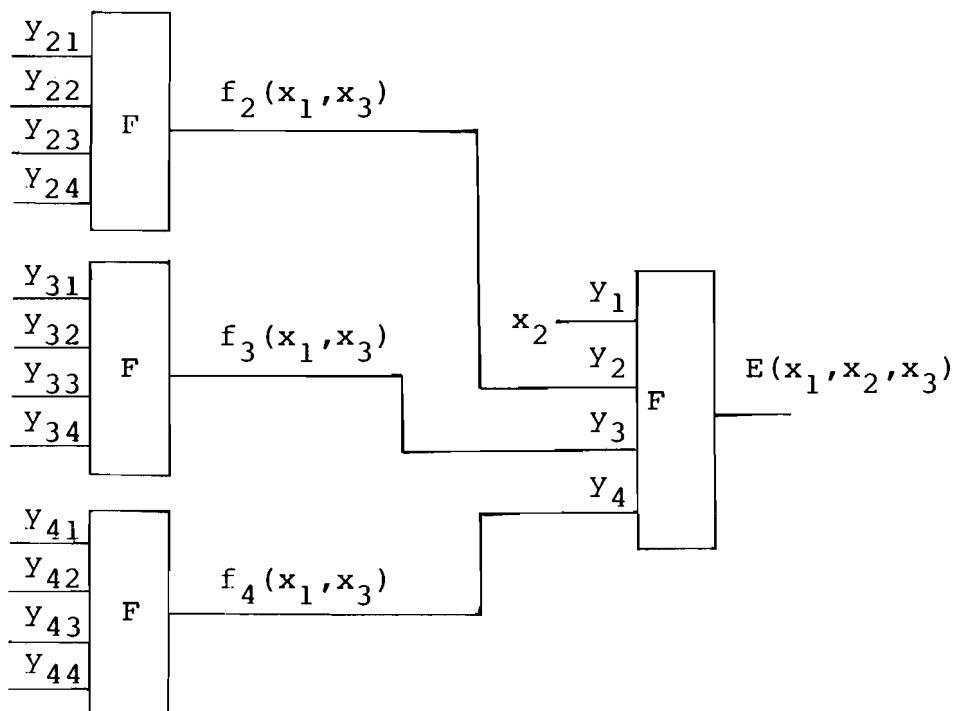 y21
y22
y23
y24
F
f2(x1,x3)
y31
y32
y33
y34
F
f3(x1,x3)
y41
y42
y43
y44
F
f4(x1,x3)
x2
y1
y2
y3
y4
F
E(x1,x2,x3)